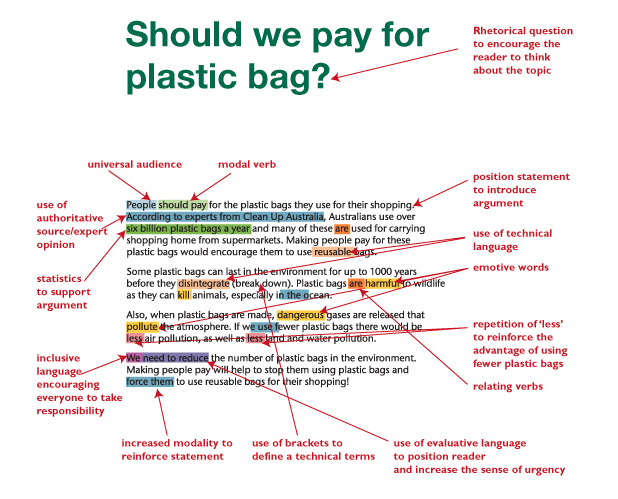 Should we pay for
plastic bag?
Rhetorical question
to encourage the
reader to think
about the topic
universal audience
modal verb
People should pay for the plastic bags they use for their shopping.
According to experts from Clean Up Australia, Australians use over
six billion plastic bags a year and many of these are used for carrying
shopping home from supermarkets. Making people pay for these
plastic bags would encourage them to use reusable bags.
Some plastic bags can last in the environment for up to 1000 years
before they disintegrate (break down). Plastic bags are harmful to wildlife
as they can kill animals, especially in the ocean.
Also, when plastic bags are made, dangerous gases are released that
pollute the atmosphere. If we use fewer plastic bags there would be
less air pollution, as well as less land and water pollution.
We need to reduce the number of plastic bags in the environment.
Making people pay will help to stop them using plastic bags and
force them to use reusable bags for their shopping!
use of
authoritative
source/expert
opinion
statistics
to support
argument
inclusive
language
encouraging
everyone to take
responsibility
position statement
to introduce
argument
use of technical
language
emotive words
repetition of 'less'
to reinforce the
advantage of using
fewer plastic bags
relating verbs
increased modality to
reinforce statement
use of brackets to
define a technical terms
use of evaluative language
to position reader
and increase the sense of urgency